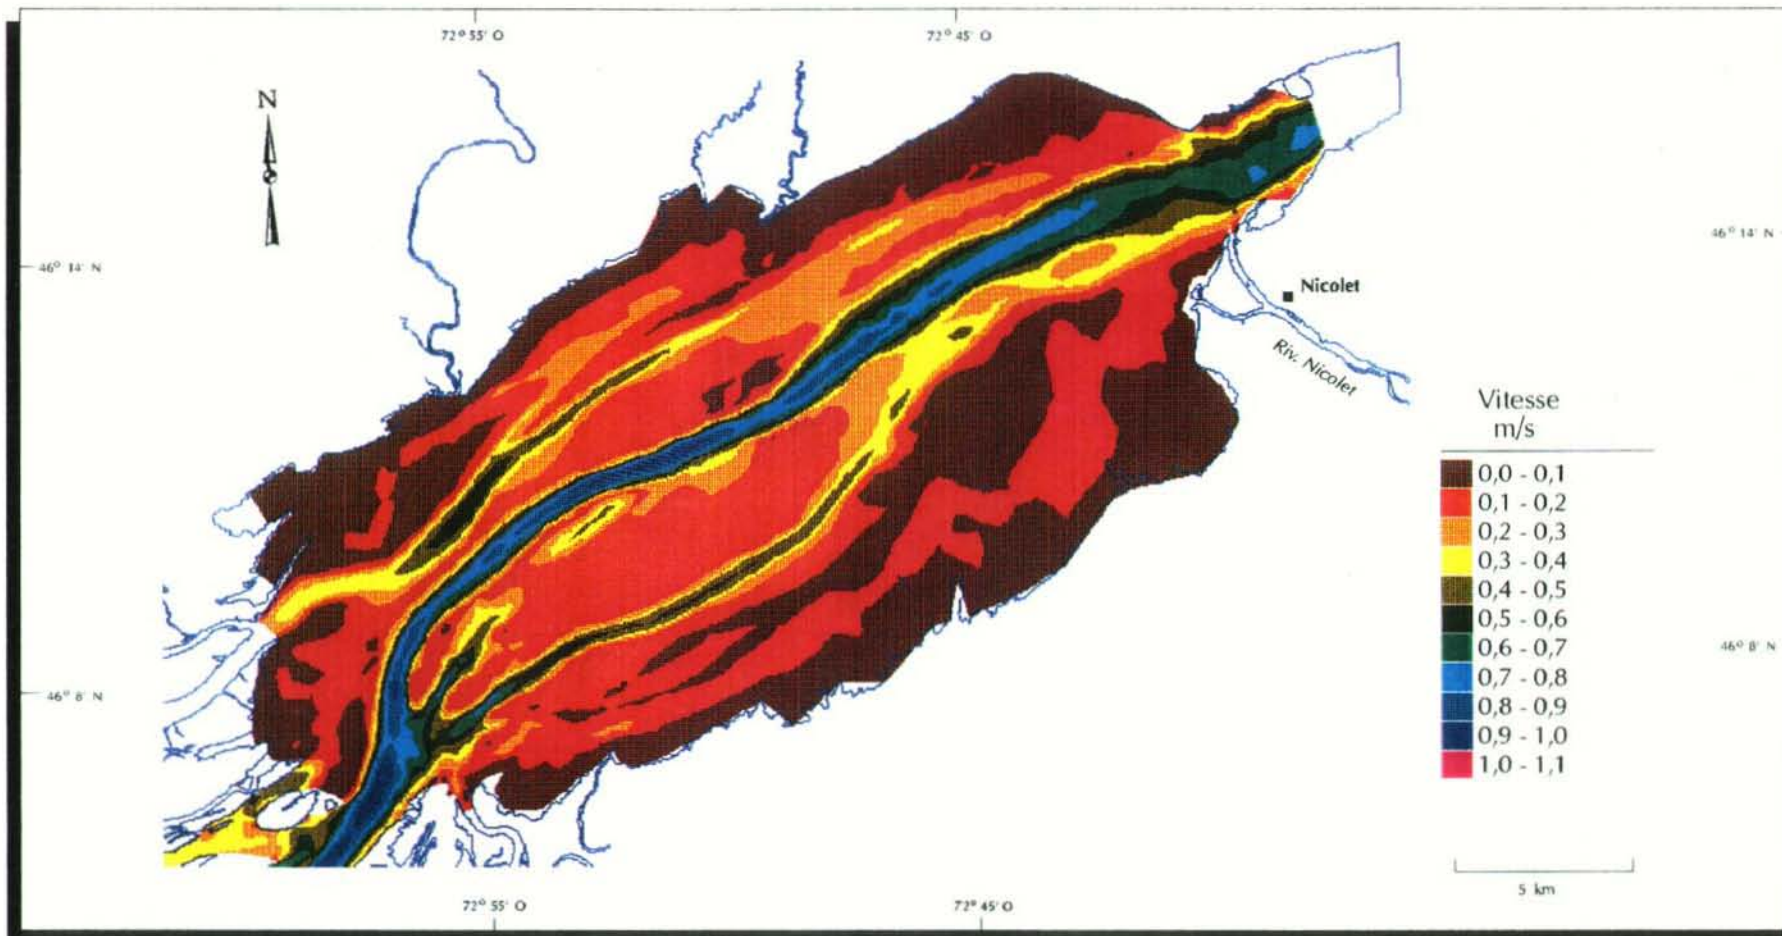 72° 55' O
72° 45' O
N
46° 14' N
46° 14' N
Nicolet
Riv. Nicolet
Vitesse
m/s
0,0 - 0,1
0,1 - 0,2
0,2 - 0,3
0,3 - 0,4
0,4 - 0,5
0,5 - 0,6
0,6 - 0,7
0,7 - 0,8
0,8 - 0,9
0,9 - 1,0
1,0 - 1,1
46° 8' N
46° 8' N
5 km
72° 55' O
72° 45' O